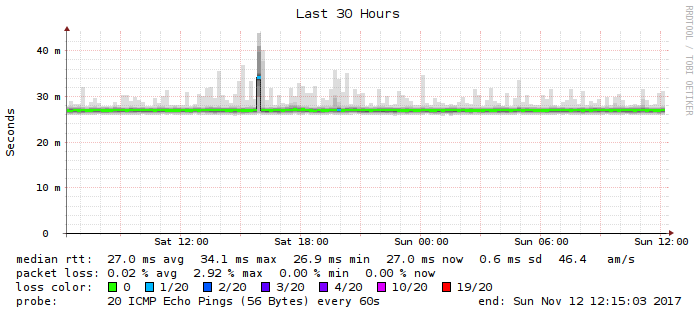 Last 30 Hours
RRDTOOL / TOBI OETIKER
Seconds
40 m
30 m
20 m
10 m
0
Sat 12:00 Sat 18:00 Sun 00:00 Sun 06:00 Sun 12:00
median rtt: 27.0 ms avg 34.1 ms max 26.9 ms min 27.0 ms now 0.6 ms sd 46.4 am/s
packet loss: 0.02 % avg 2.92 % max 0.00 % min 0.00 % now
loss color: 0 1/20 2/20 3/20 4/20 10/20 19/20
probe: 20 ICMP Echo Pings (56 Bytes) every 60s end: Sun Nov 12 12:15:03 2017